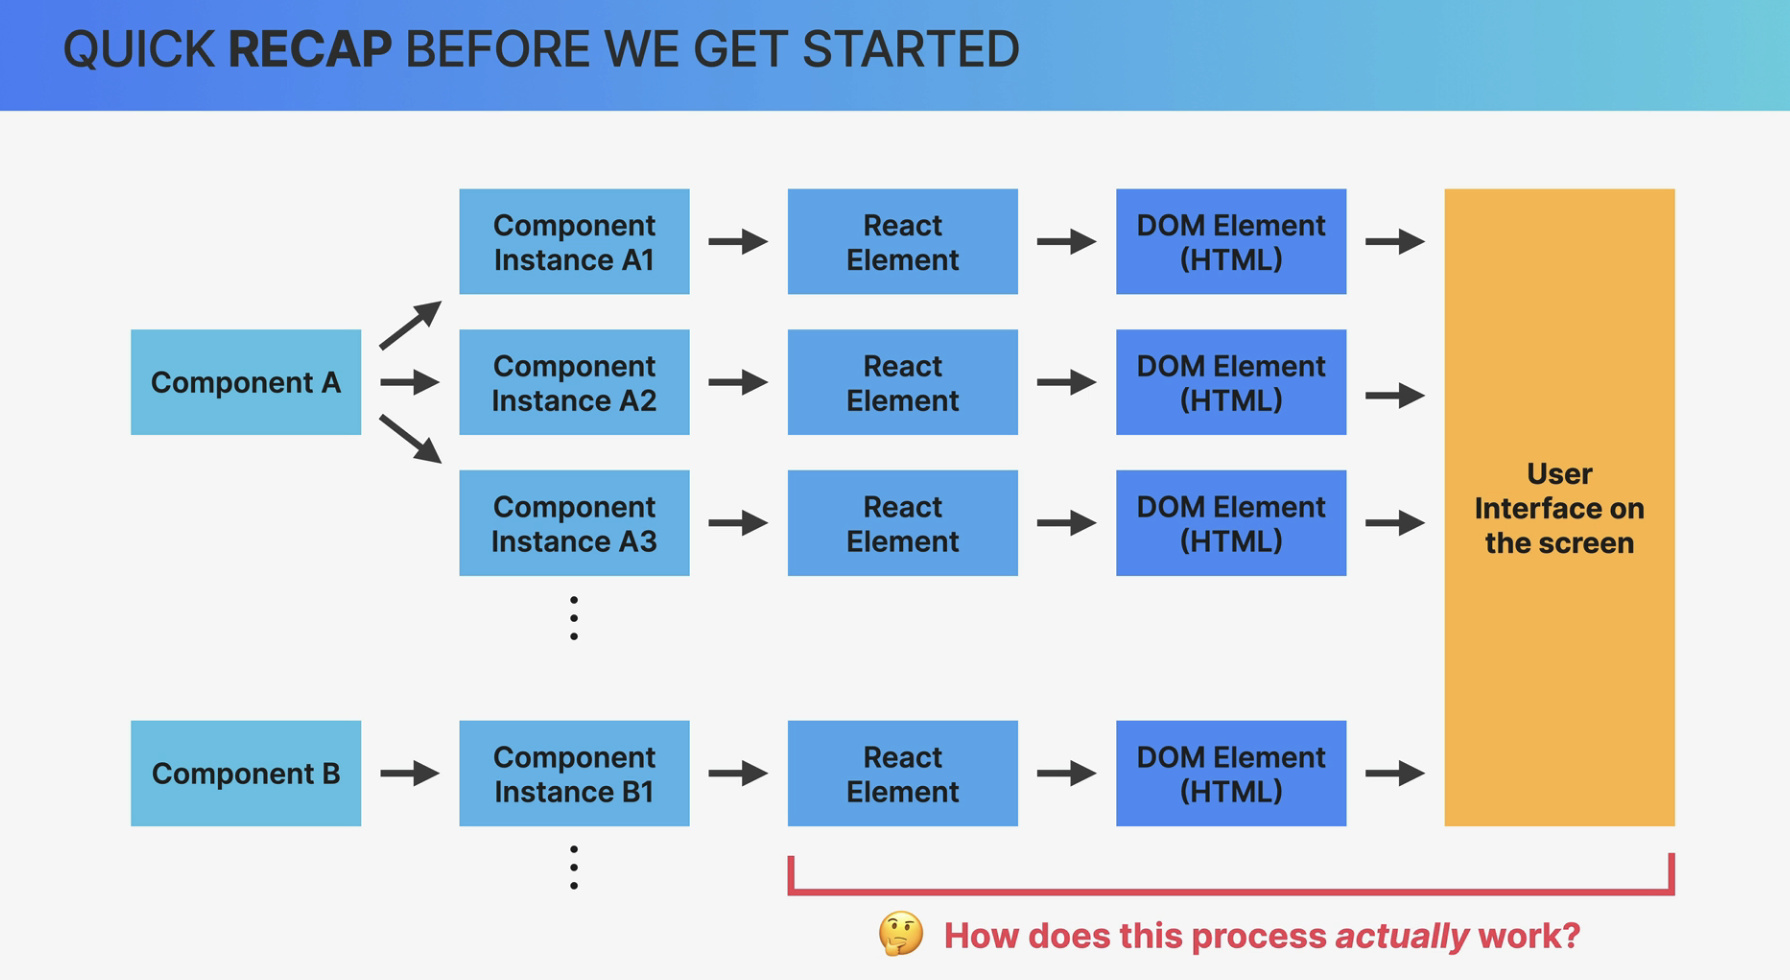 QUICK RECAP BEFORE WE GET STARTED
Component
Instance A1
React
Element
DOM Element
(HTML)
Component A
Component
Instance A2
React
Element
DOM Element
(HTML)
Component
Instance A3
React
Element
DOM Element
(HTML)
User
Interface on
the screen
Component B
Component
Instance B1
React
Element
DOM Element
(HTML)
🤔 How does this process actually work?